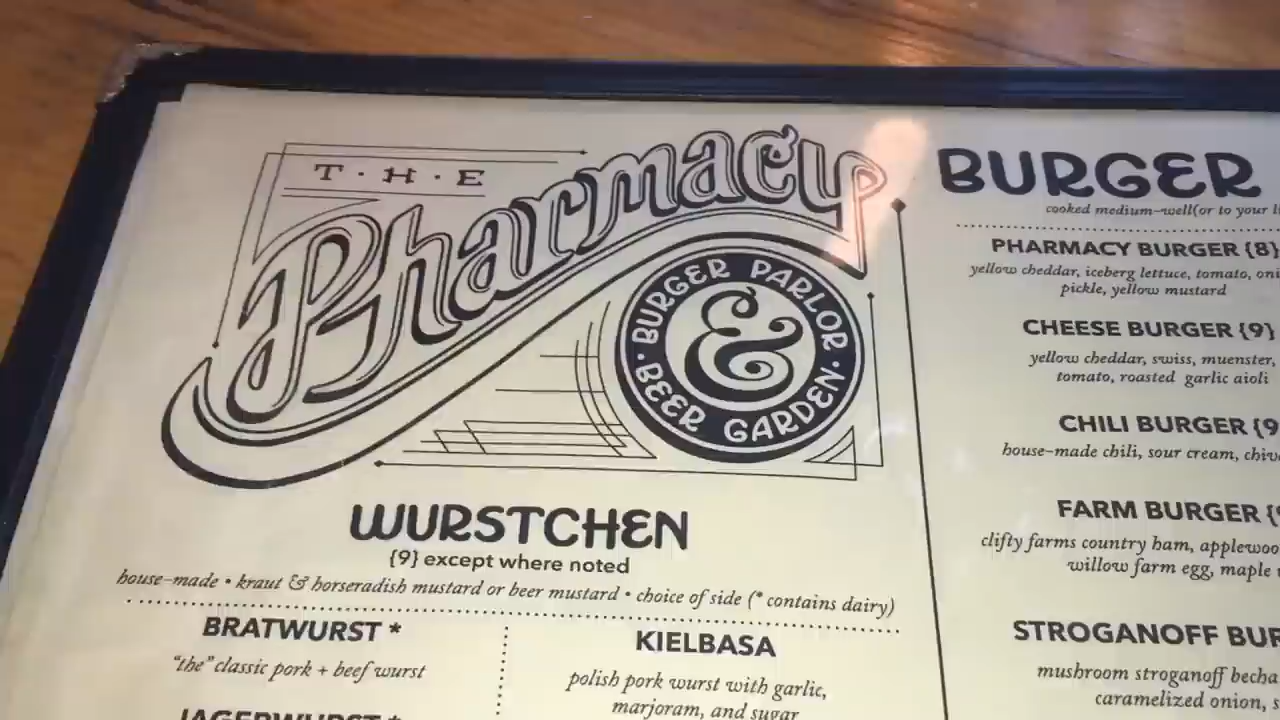 T·H·E
Pharmacy
BURGER PARLOR
&
·BEER GARDEN·
WURSTCHEN
{9} except where noted
house-made • kraut & horseradish mustard or beer mustard • choice of side (* contains dairy)
BRATWURST *
"the" classic pork + beef wurst
JAGERWURST *
KIELBASA
polish pork wurst with garlic,
marjoram, and sugar
BURGER
cooked medium-well(or to your
PHARMACY BURGER {8}
yellow cheddar, iceberg lettuce, tomato,
pickle, yellow mustard
CHEESE BURGER {9}
yellow cheddar, swiss, muenster,
tomato, roasted garlic aioli
CHILI BURGER {9
house-made chili, sour cream,
FARM BURGER {
clifty farms country ham,
willow farm egg, maple
STROGANOFF
mushroom stroganoff
caramelized onion,